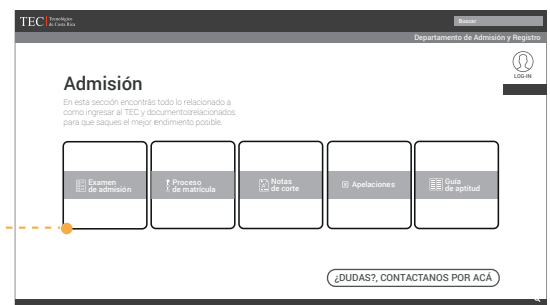 TEC Tecnológico
de Costa Rica
Buscar
Departamento de Admisión y Registro
LOG-IN
Admisión
En esta sección encontrás todo lo relacionado a
como ingresar al TEC y documentosrelacionados
para que saques el mejor rendimiento posible.
Examen
de admisión
Proceso
de matrícula
Notas
de corte
Apelaciones
Guía
de aptitud
¿DUDAS?, CONTACTANOS POR ACÁ